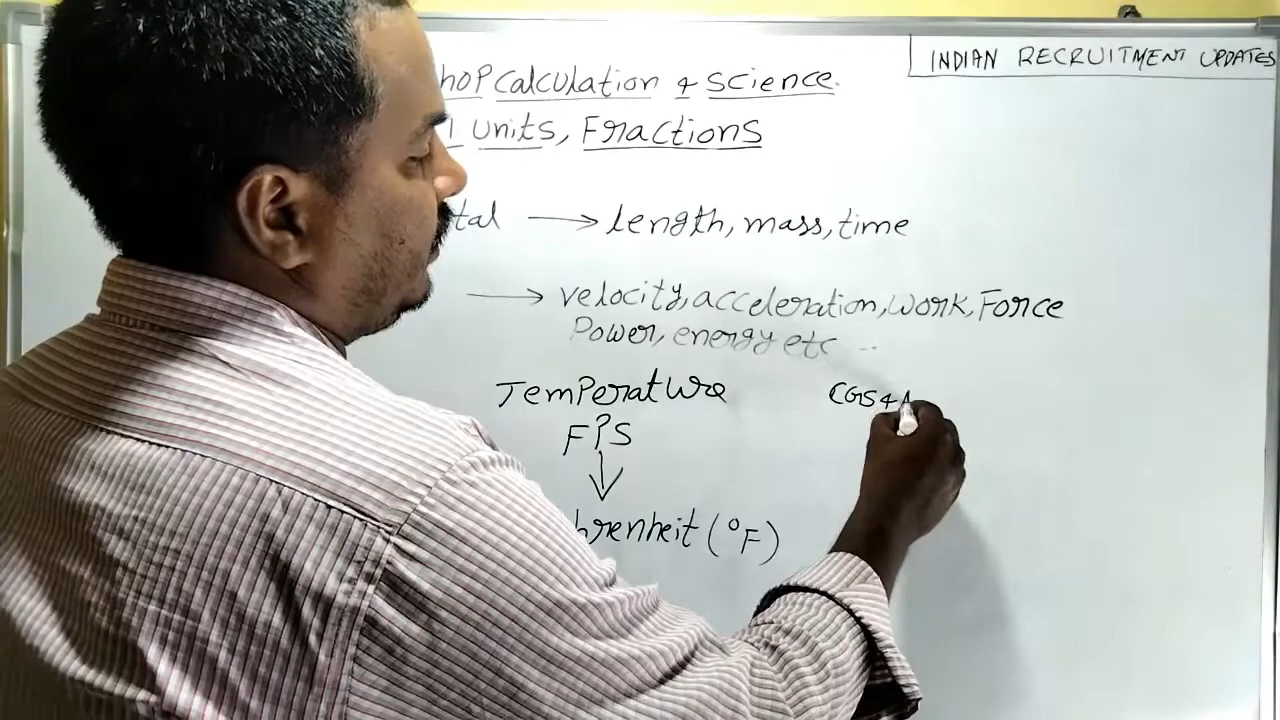 INDIAN RECRUITMENT UPDATES
hop calculation & science.
units, Fractions
tal → length, mass, time
→ velocity, acceleration, work, Force
Power, energy etc ..
Temperature
CGS &
FPS
↓
hrenheit (°F)